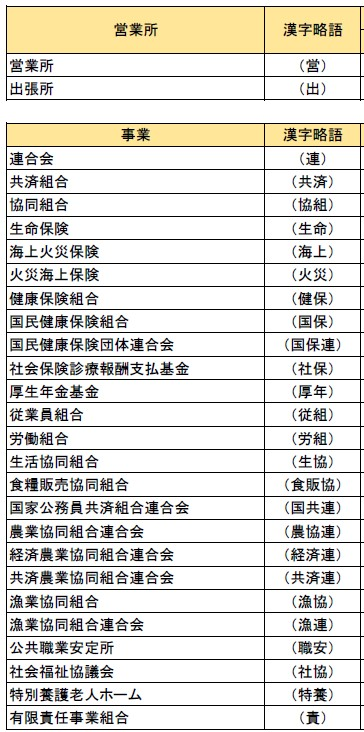 営業所 漢字略語
営業所 （営）
出張所 （出）
事業 漢字略語
連合会 （連）
共済組合 （共済）
協同組合 （協組）
生命保険 （生命）
海上火災保険 （海上）
火災海上保険 （火災）
健康保険組合 （健保）
国民健康保険組合 （国保）
国民健康保険団体連合会 （国保連）
社会保険診療報酬支払基金 （社保）
厚生年金基金 （厚年）
従業員組合 （従組）
労働組合 （労組）
生活協同組合 （生協）
食糧販売協同組合 （食販協）
国家公務員共済組合連合会 （国共連）
農業協同組合連合会 （農協連）
経済農業協同組合連合会 （経済連）
共済農業協同組合連合会 （共済連）
漁業協同組合 （漁協）
漁業協同組合連合会 （漁連）
公共職業安定所 （職安）
社会福祉協議会 （社協）
特別養護老人ホーム （特養）
有限責任事業組合 （責）